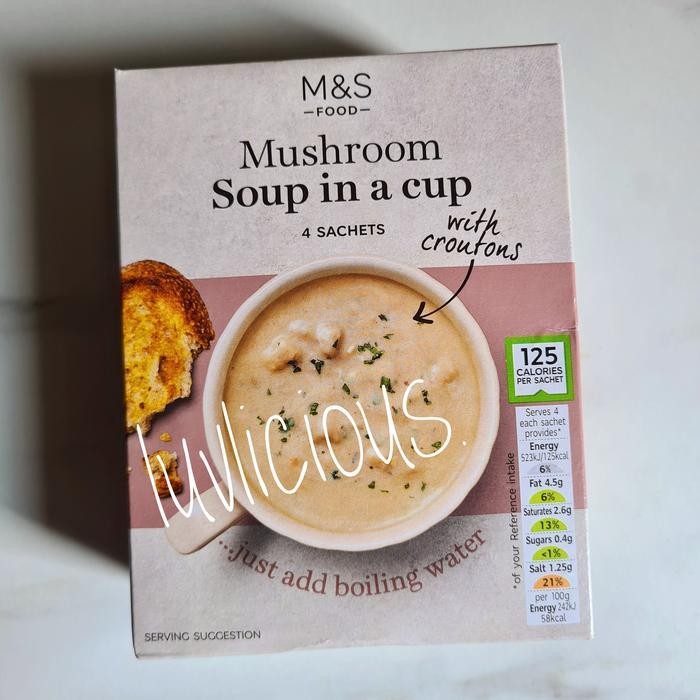 M&S
FOOD
Mushroom
Soup in a cup
4 SACHETS
with
croutons
125
CALORIES
PER SACHET
Serves 4
each sachet
provides*
Energy
523kJ/125kcal
6%
Fat 4.5g
6%
Saturates 2.6g
13%
Sugars 0.4g
<1%
Salt 1.25g
21%
per 100g
Energy 242kJ
58kcal
*of your Reference intake
luvlicious.
...just add boiling water
SERVING SUGGESTION